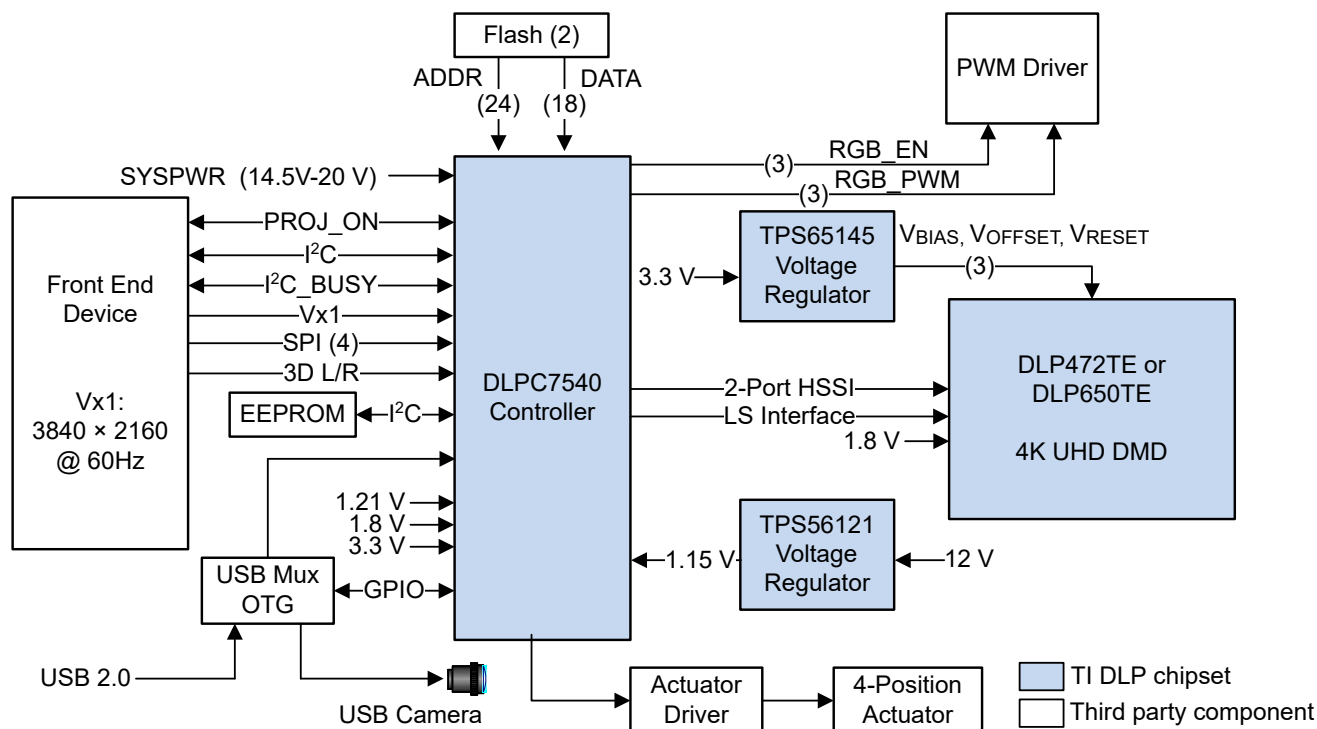 Flash (2)
ADDR
DATA
(24)
(18)
PWM Driver
RGB_EN
(3)
RGB_PWM
(3)
SYSPWR (14.5V-20 V)
PROJ_ON
I²C
I²C_BUSY
Vx1
SPI (4)
3D L/R
Front End
Device
Vx1:
3840 × 2160
@ 60Hz
EEPROM
I²C
1.21 V
1.8 V
3.3 V
USB Mux
OTG
GPIO
USB 2.0
USB Camera
DLPC7540
Controller
3.3 V
TPS65145
Voltage
Regulator
VBIAS, VOFFSET, VRESET
(3)
2-Port HSSI
LS Interface
1.8 V
DLP472TE or
DLP650TE
4K UHD DMD
1.15 V
TPS56121
Voltage
Regulator
12 V
Actuator
Driver
4-Position
Actuator
TI DLP chipset
Third party component